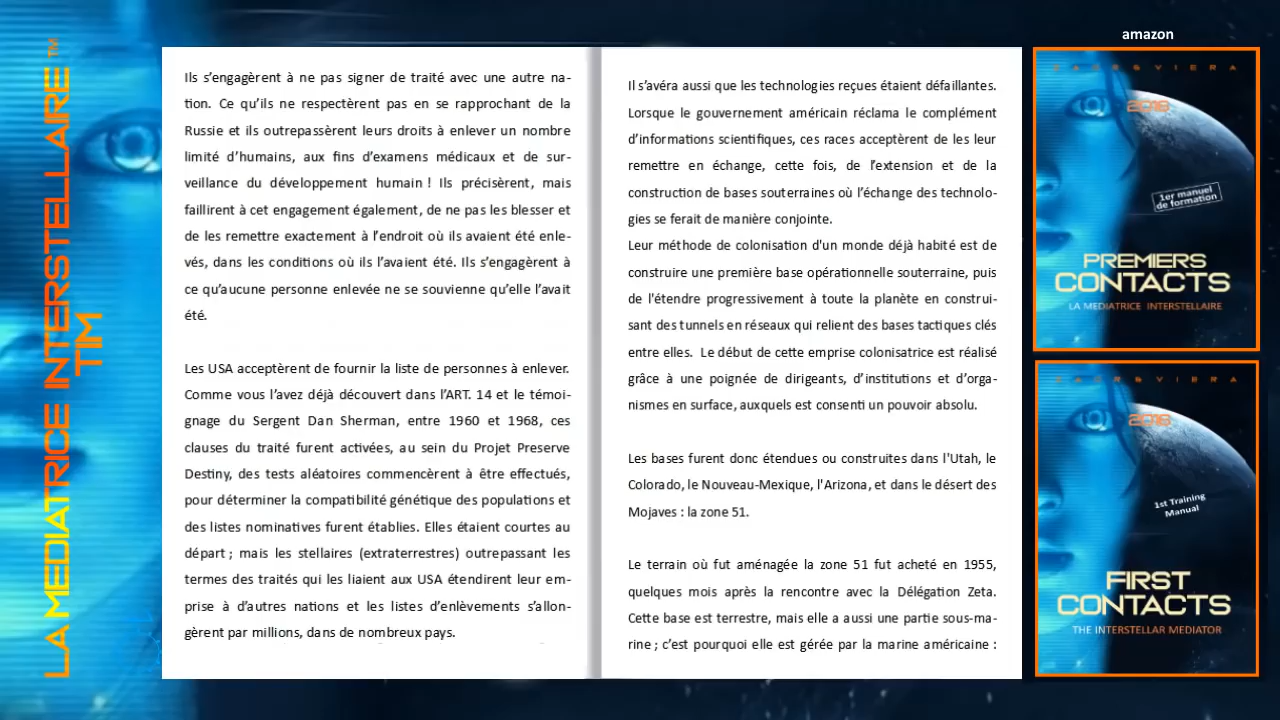 LA MEDIATRICE INTERSTELLAIRE™
TIM
Ils s'engagèrent à ne pas signer de traité avec une autre na-
tion. Ce qu'ils ne respectèrent pas en se rapprochant de la
Russie et ils outrepassèrent leurs droits à enlever un nombre
limité d'humains, aux fins d'examens médicaux et de sur-
veillance du développement humain ! Ils précisèrent, mais
faillirent à cet engagement également, de ne pas les blesser et
de les remettre exactement à l'endroit où ils avaient été enle-
vés, dans les conditions où ils l'avaient été. Ils s'engagèrent à
ce qu'aucune personne enlevée ne se souvienne qu'elle l'avait
été.
Les USA acceptèrent de fournir la liste de personnes à enlever.
Comme vous l'avez déjà découvert dans l'ART. 14 et le témoi-
gnage du Sergent Dan Sherman, entre 1960 et 1968, ces
clauses du traité furent activées, au sein du Projet Preserve
Destiny, des tests aléatoires commencèrent à être effectués,
pour déterminer la compatibilité génétique des populations et
des listes nominatives furent établies. Elles étaient courtes au
départ ; mais les stellaires (extraterrestres) outrepassant les
termes des traités qui les liaient aux USA étendirent leur em-
prise à d'autres nations et les listes d'enlèvements s'allon-
gèrent par millions, dans de nombreux pays.
Il s'avéra aussi que les technologies reçues étaient défaillantes.
Lorsque le gouvernement américain réclama le complément
d'informations scientifiques, ces races acceptèrent de les leur
remettre en échange, cette fois, de l'extension et de la
construction de bases souterraines où l'échange des technolo-
gies se ferait de manière conjointe.
Leur méthode de colonisation d'un monde déjà habité est de
construire une première base opérationnelle souterraine, puis
de l'étendre progressivement à toute la planète en construi-
sant des tunnels en réseaux qui relient des bases tactiques clés
entre elles. Le début de cette emprise colonisatrice est réalisé
grâce à une poignée de dirigeants, d'institutions et d'orga-
nismes en surface, auxquels est consenti un pouvoir absolu.
Les bases furent donc étendues ou construites dans l'Utah, le
Colorado, le Nouveau-Mexique, l'Arizona, et dans le désert des
Mojaves : la zone 51.
Le terrain où fut aménagée la zone 51 fut acheté en 1955,
quelques mois après la rencontre avec la Délégation Zeta.
Cette base est terrestre, mais elle a aussi une partie sous-ma-
rine ; c'est pourquoi elle est gérée par la marine américaine :
amazon
2018
1er manuel
de formation
PREMIERS
CONTACTS
LA MEDIATRICE INTERSTELLAIRE
2018
1st Training
Manual
FIRST
CONTACTS
THE INTERSTELLAR MEDIATOR